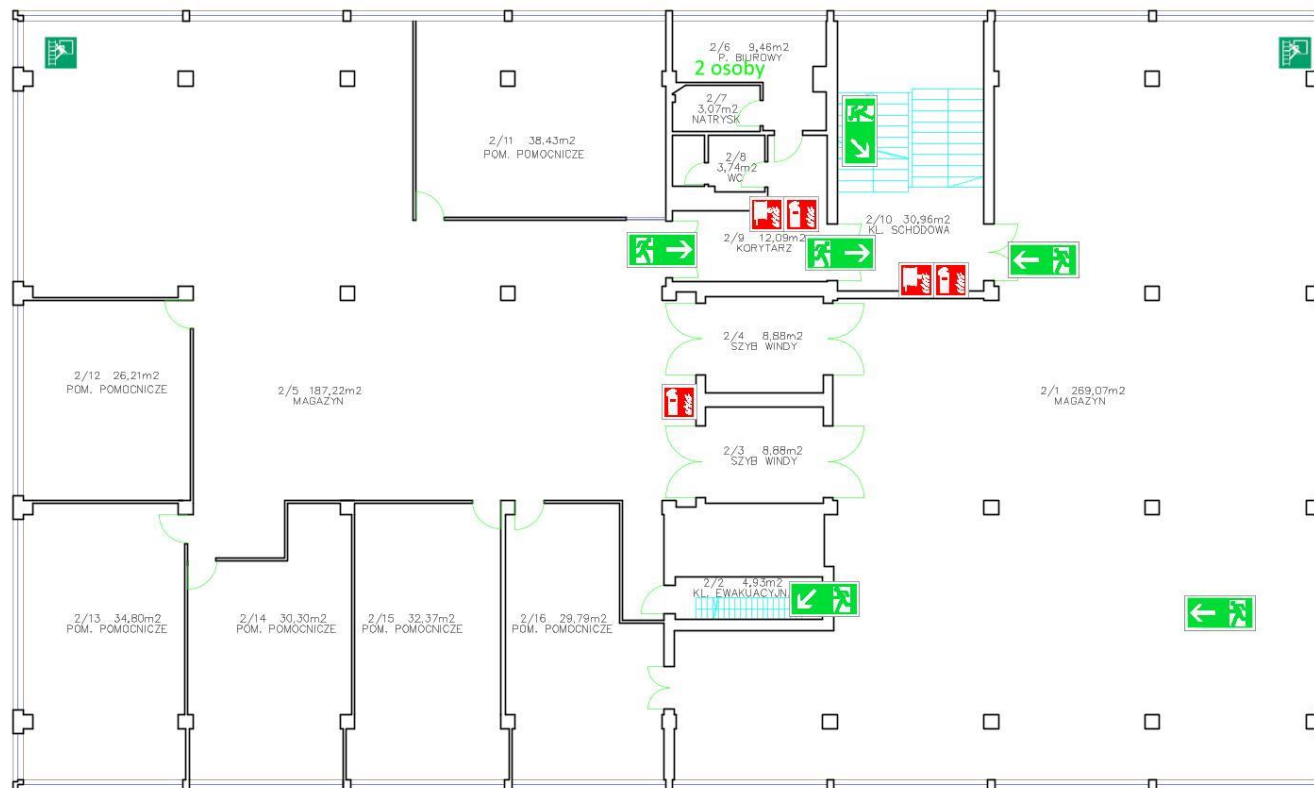 2/6 9,46m2
P. BIUROWY
2 osoby
2/7
3,07m2
NATRYSK
2/11 38,43m2
POM. POMOCNICZE
2/8
3,74m2
WC
2/10 30,96m2
KL. SCHODOWA
2/9 12,09m2
KORYTARZ
2/4 8,88m2
SZYB WINDY
2/12 26,21m2
POM. POMOCNICZE
2/5 187,22m2
MAGAZYN
2/1 269,07m2
MAGAZYN
2/3 8,88m2
SZYB WINDY
2/2 4,93m2
KL. EWAKUACYJNA
2/13 34,80m2
POM. POMOCNICZE
2/14 30,30m2
POM. POMOCNICZE
2/15 32,37m2
POM. POMOCNICZE
2/16 29,79m2
POM. POMOCNICZE